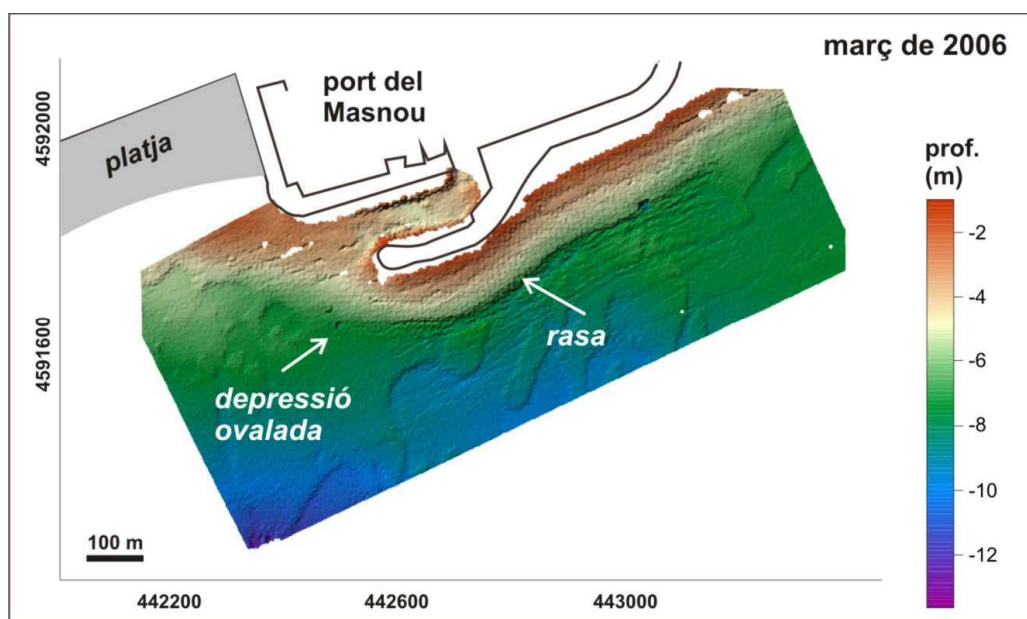 març de 2006
port del
Masnou
platja
4592000
4591600
prof.
(m)
-2
-4
-6
-8
-10
-12
rasa
depressió
ovalada
100 m
442200
442600
443000